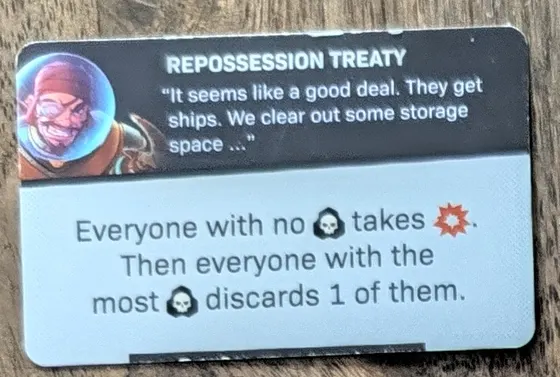 REPOSSESSION TREATY
"It seems like a good deal. They get
ships. We clear out some storage
space ..."
Everyone with no takes .
Then everyone with the
most discards 1 of them.